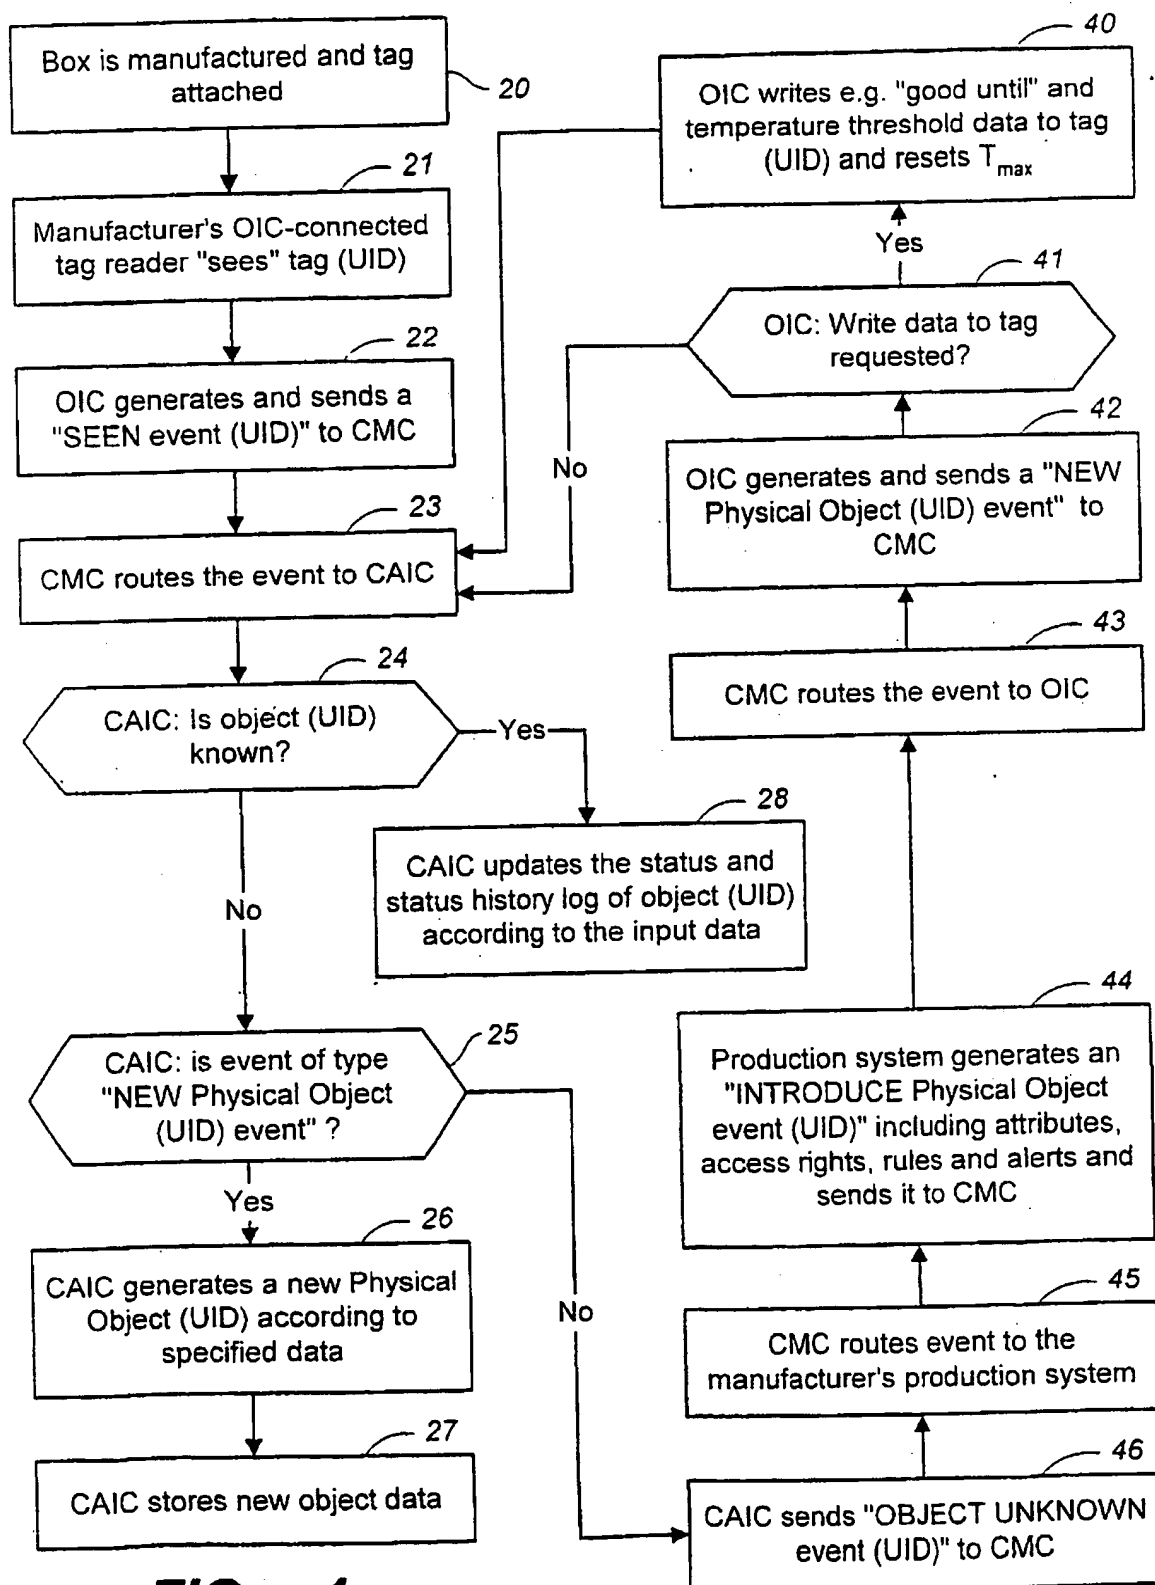 Box is manufactured and tag
attached
20
21
Manufacturer's OIC-connected
tag reader "sees" tag (UID)
22
OIC generates and sends a
"SEEN event (UID)" to CMC
23
CMC routes the event to CAIC
24
CAIC: Is object (UID)
known?
Yes
28
CAIC updates the status and
status history log of object (UID)
according to the input data
No
25
CAIC: is event of type
"NEW Physical Object
(UID) event" ?
Yes
26
CAIC generates a new Physical
Object (UID) according to
specified data
27
CAIC stores new object data
No
40
OIC writes e.g. "good until" and
temperature threshold data to tag
(UID) and resets Tmax
Yes
41
OIC: Write data to tag
requested?
No
42
OIC generates and sends a "NEW
Physical Object (UID) event" to
CMC
43
CMC routes the event to OIC
44
Production system generates an
"INTRODUCE Physical Object
event (UID)" including attributes,
access rights, rules and alerts and
sends it to CMC
45
CMC routes event to the
manufacturer's production system
46
CAIC sends "OBJECT UNKNOWN
event (UID)" to CMC